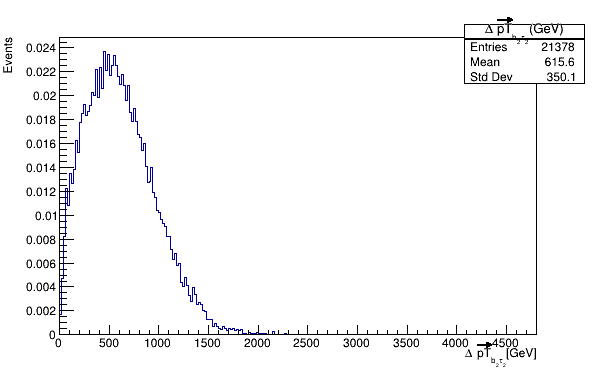 Δ pT b₂τ₂ (GeV)
Entries 21378
Mean 615.6
Std Dev 350.1
Events
0.024
0.022
0.02
0.018
0.016
0.014
0.012
0.01
0.008
0.006
0.004
0.002
0
0 500 1000 1500 2000 2500 3000 3500 4000 4500
Δ pT b₂τ₂ [GeV]